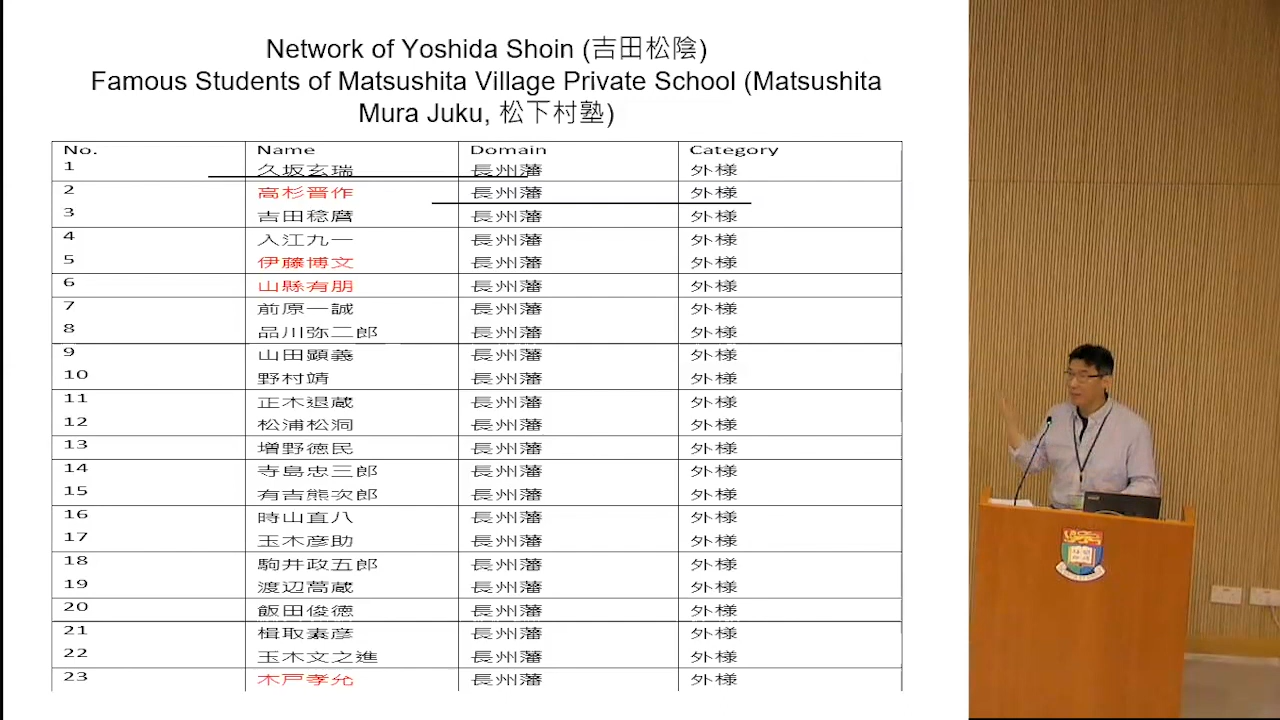 Network of Yoshida Shoin (吉田松陰)
Famous Students of Matsushita Village Private School (Matsushita
Mura Juku, 松下村塾)
No. Name Domain Category
1 久坂玄瑞 長州藩 外様
2 高杉晋作 長州藩 外様
3 吉田稔麿 長州藩 外様
4 入江九一 長州藩 外様
5 伊藤博文 長州藩 外様
6 山縣有朋 長州藩 外様
7 前原一誠 長州藩 外様
8 品川弥二郎 長州藩 外様
9 山田顕義 長州藩 外様
10 野村靖 長州藩 外様
11 正木退蔵 長州藩 外様
12 松浦松洞 長州藩 外様
13 増野徳民 長州藩 外様
14 寺島忠三郎 長州藩 外様
15 有吉熊次郎 長州藩 外様
16 時山直八 長州藩 外様
17 玉木彦助 長州藩 外様
18 駒井政五郎 長州藩 外様
19 渡辺蒿蔵 長州藩 外様
20 飯田俊徳 長州藩 外様
21 楫取素彦 長州藩 外様
22 玉木文之進 長州藩 外様
23 木戸孝允 長州藩 外様